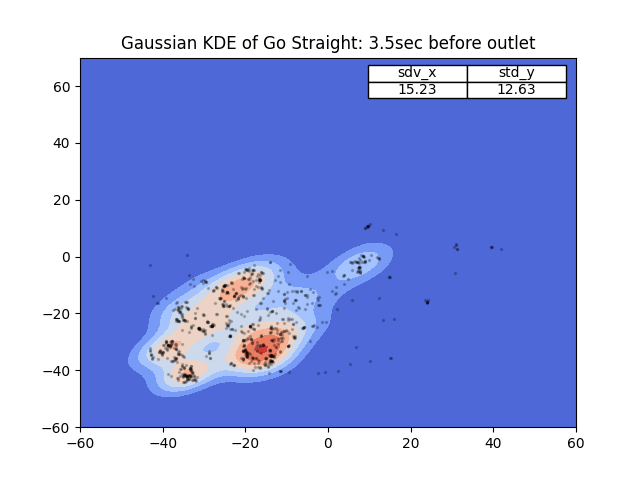 Gaussian KDE of Go Straight: 3.5sec before outlet
sdv_x std_y
15.23 12.63
60
40
20
0
−20
−40
−60
−60 −40 −20 0 20 40 60